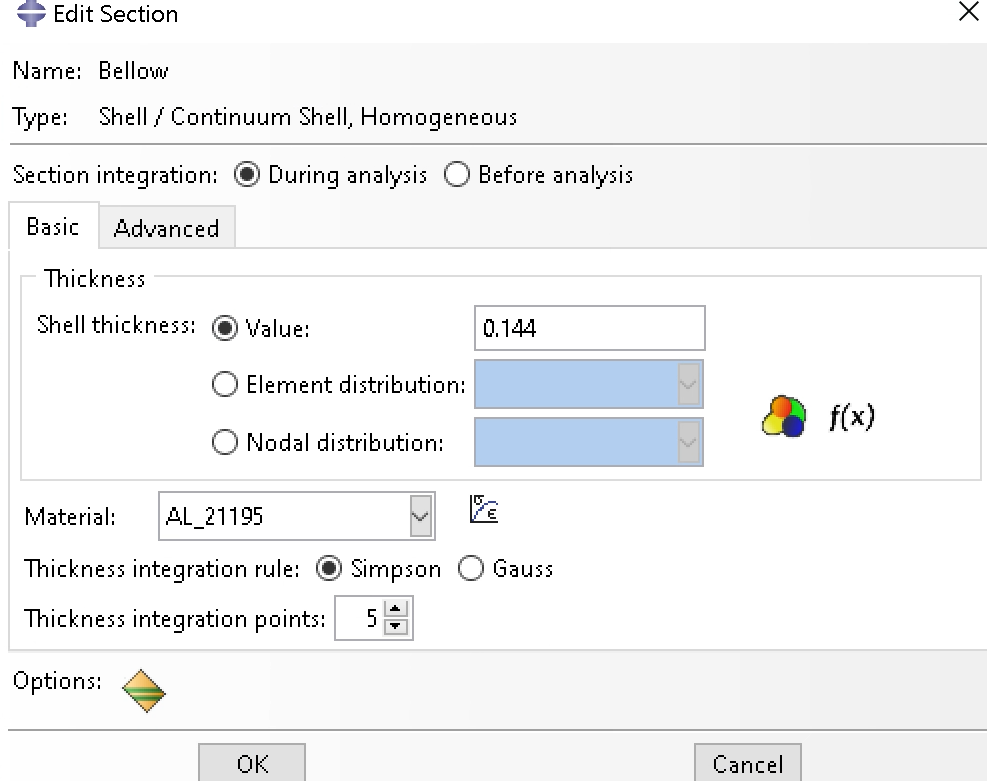 Edit Section
Name: Bellow
Type: Shell / Continuum Shell, Homogeneous
Section integration: During analysis Before analysis
Basic Advanced
Thickness
Shell thickness: Value: 0.144
Element distribution:
f(x)
Nodal distribution:
Material: AL_21195 σ ε
Thickness integration rule: Simpson Gauss
Thickness integration points: 5
Options:
OK Cancel